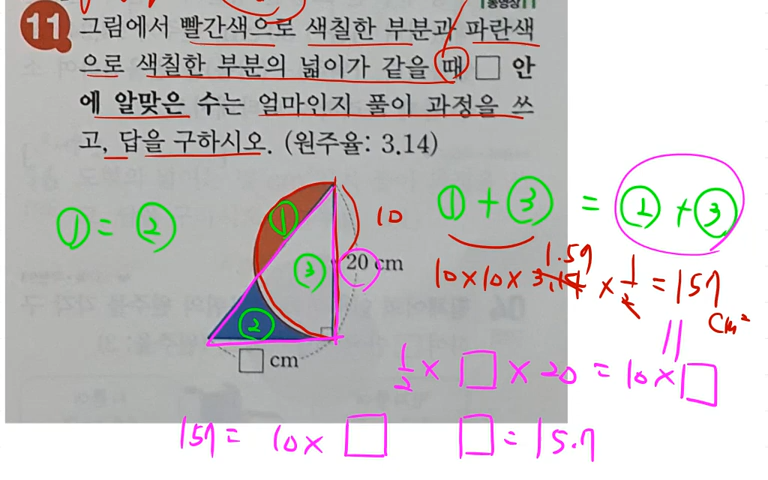 11 그림에서 빨간색으로 색칠한 부분과 파란색
으로 색칠한 부분의 넓이가 같을 때 □ 안
에 알맞은 수는 얼마인지 풀이 과정을 쓰
고, 답을 구하시오. (원주율: 3.14)
① = ②
①
②
③
10
20 cm
□ cm
① + ③ = ② + ③
1.57
10×10×3.14 × 1/2 = 157
cm²
1/2 × □ × 20 = 10 × □
157 = 10× □
□ = 15.7